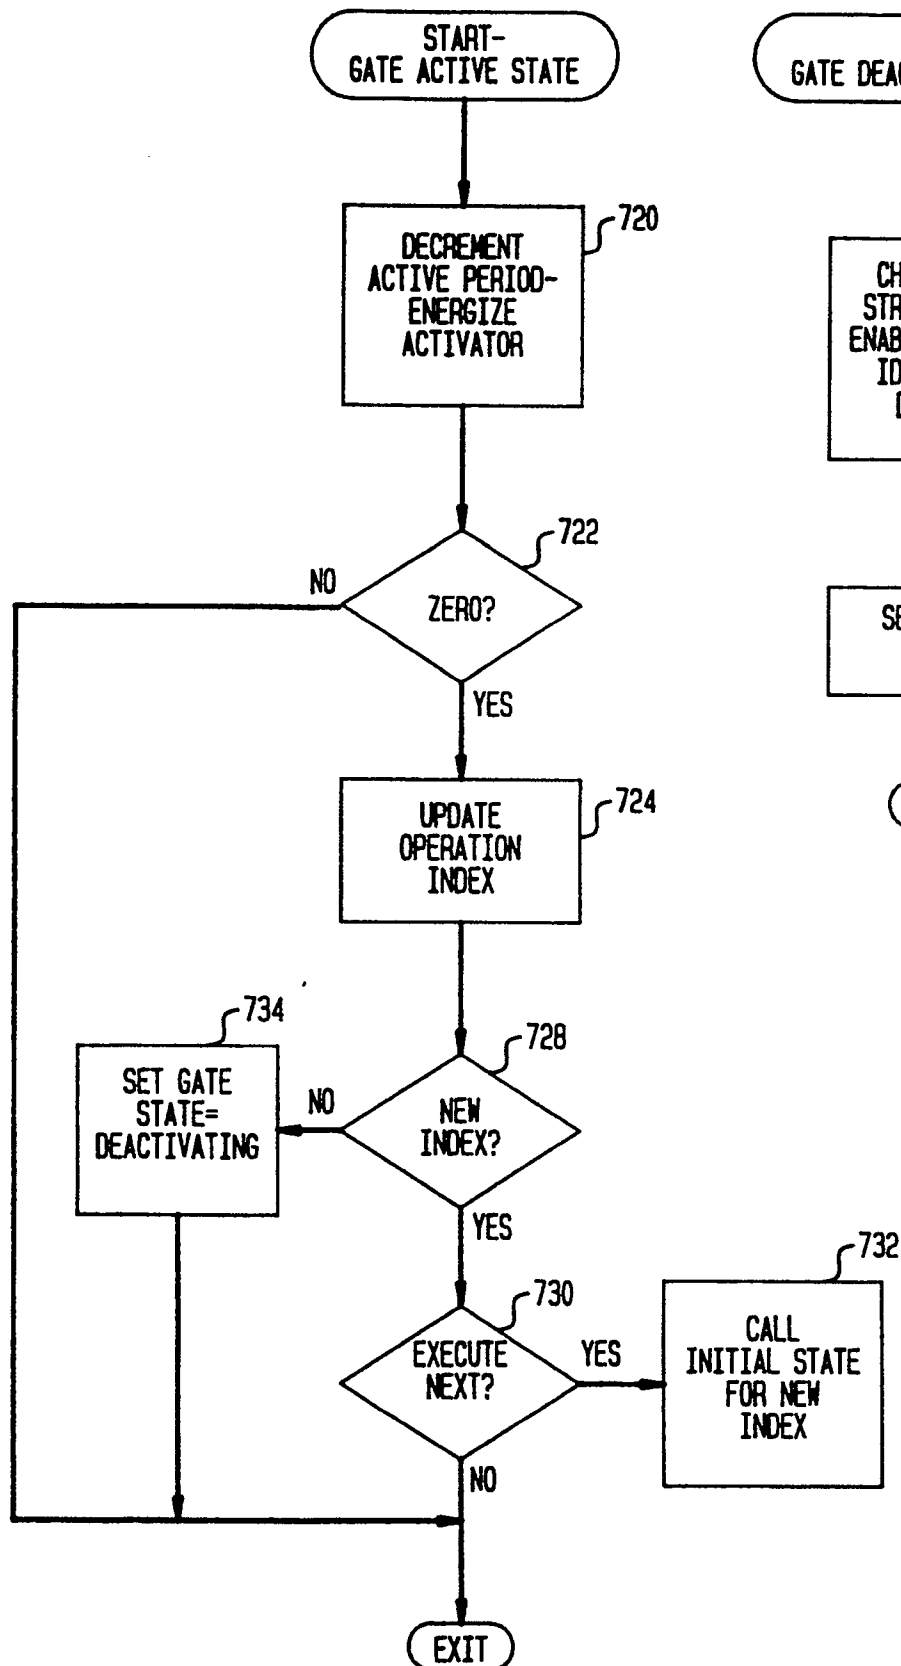 START-
GATE ACTIVE STATE
720
DECREMENT
ACTIVE PERIOD-
ENERGIZE
ACTIVATOR
722
NO
ZERO?
YES
724
UPDATE
OPERATION
INDEX
734
SET GATE
STATE=
DEACTIVATING
728
NO
NEW
INDEX?
YES
730
EXECUTE
NEXT?
YES
732
CALL
INITIAL STATE
FOR NEW
INDEX
NO
EXIT
GATE